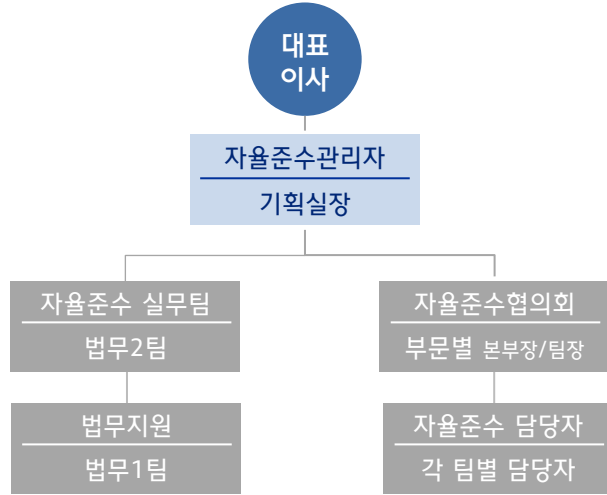 대표
이사
자율준수관리자
기획실장
자율준수 실무팀
법무2팀
자율준수협의회
부문별 본부장/팀장
법무지원
법무1팀
자율준수 담당자
각 팀별 담당자